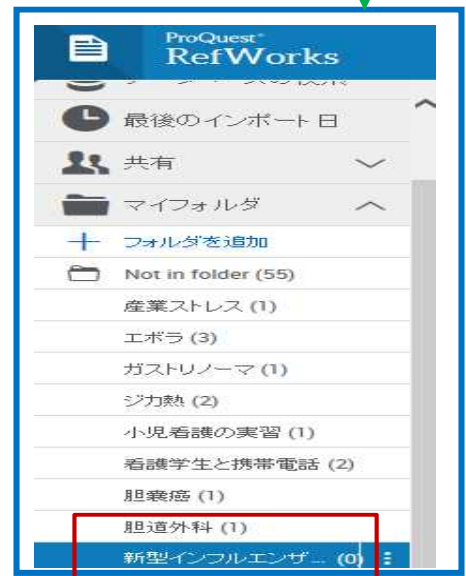 ProQuest®
RefWorks
最後のインポート日
共有
マイフォルダ
フォルダを追加
Not in folder (55)
産業ストレス (1)
エボラ (3)
ガストリノーマ (1)
ジカ熱 (2)
小児看護の実習 (1)
看護学生と携帯電話 (2)
胆嚢癌 (1)
胆道外科 (1)
新型インフルエンザ... (0)